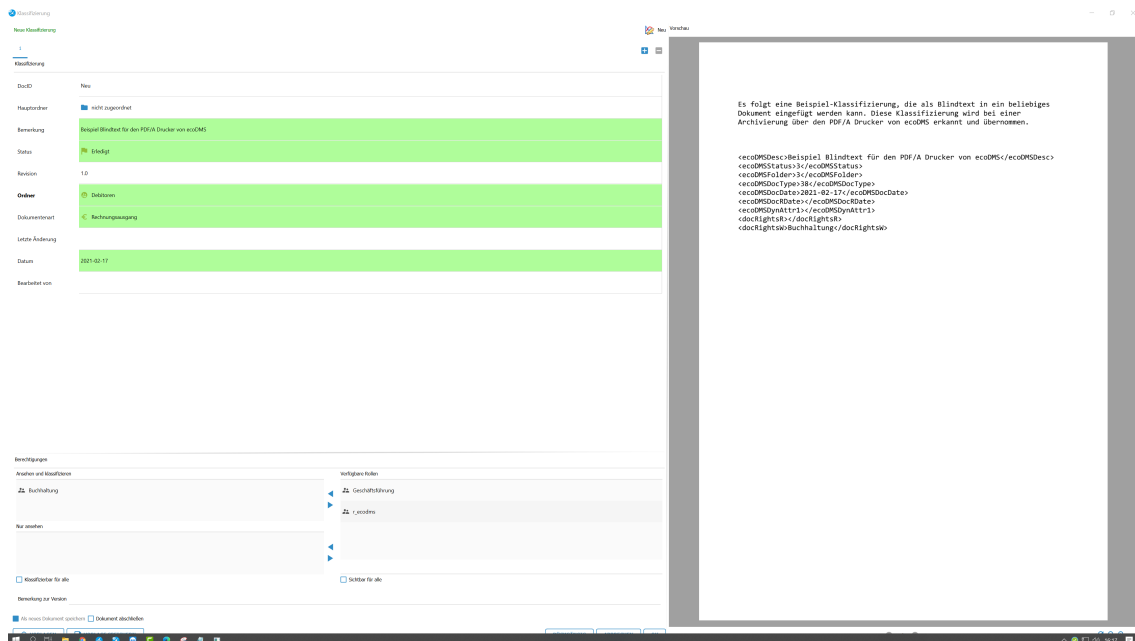 Klassifizierung
Neue Klassifizierung
Neu
Vorschau
1
Klassifizierung
DocID Neu
Hauptordner nicht zugeordnet
Bemerkung Beispiel Blindtext für den PDF/A Drucker von ecoDMS
Status Erledigt
Revision 1.0
Ordner Debitoren
Dokumentenart Rechnungsausgang
Letzte Änderung
Datum 2021-02-17
Bearbeitet von
Berechtigungen
Ansehen und klassifizieren
Verfügbare Rollen
Buchhaltung
Geschäftsführung
r_ecodms
Nur ansehen
Klassifizierbar für alle
Sichtbar für alle
Bemerkung zur Version
Als neues Dokument speichern
Dokument abschließen
Es folgt eine Beispiel-Klassifizierung, die als Blindtext in ein beliebiges
Dokument eingefügt werden kann. Diese Klassifizierung wird bei einer
Archivierung über den PDF/A Drucker von ecoDMS erkannt und übernommen.
<ecoDMSDesc>Beispiel Blindtext für den PDF/A Drucker von ecoDMS</ecoDMSDesc>
<ecoDMSStatus>3</ecoDMSStatus>
<ecoDMSFolder>3</ecoDMSFolder>
<ecoDMSDocType>38</ecoDMSDocType>
<ecoDMSDocDate>2021-02-17</ecoDMSDocDate>
<ecoDMSDocRDate></ecoDMSDocRDate>
<ecoDMSDynAttr1></ecoDMSDynAttr1>
<docRightsR></docRightsR>
<docRightsW>Buchhaltung</docRightsW>
16:17